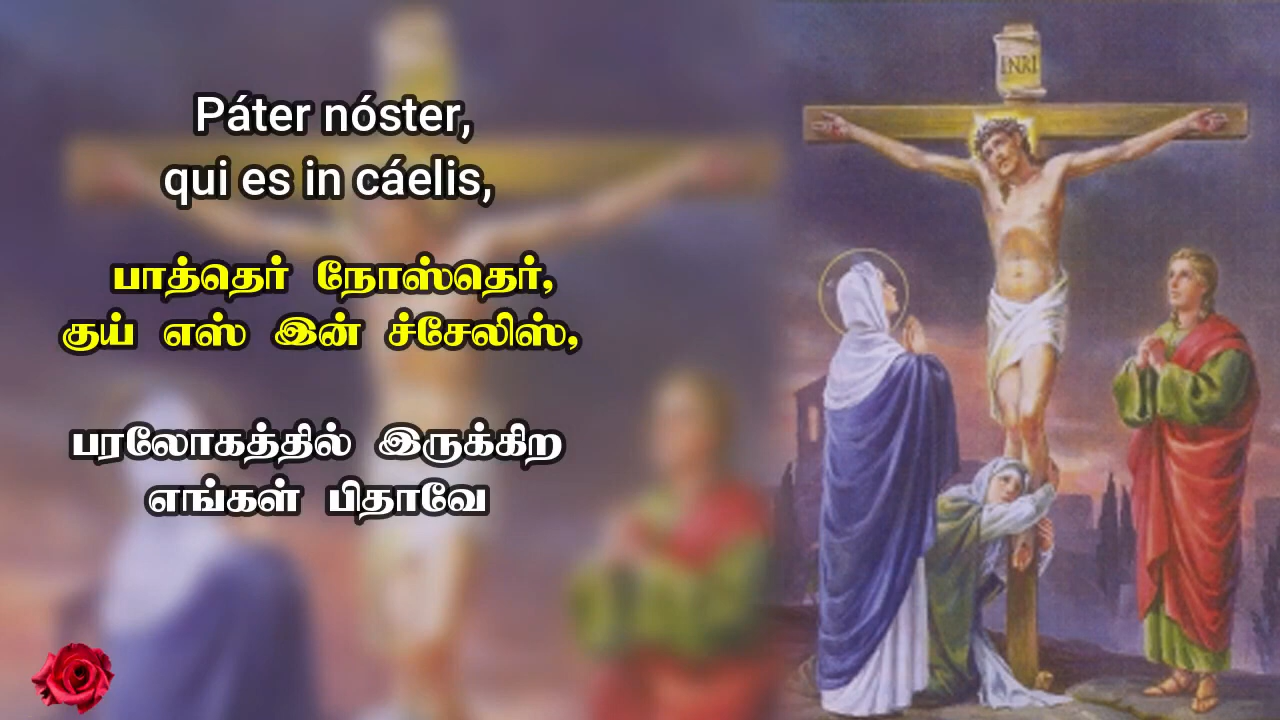 Páter nóster,
qui es in cáelis,
பாத்தெர் நோஸ்தெர்,
குய் எஸ் இன் ச்சேலிஸ்,
பரலோகத்தில் இருக்கிற
எங்கள் பிதாவே
INRI